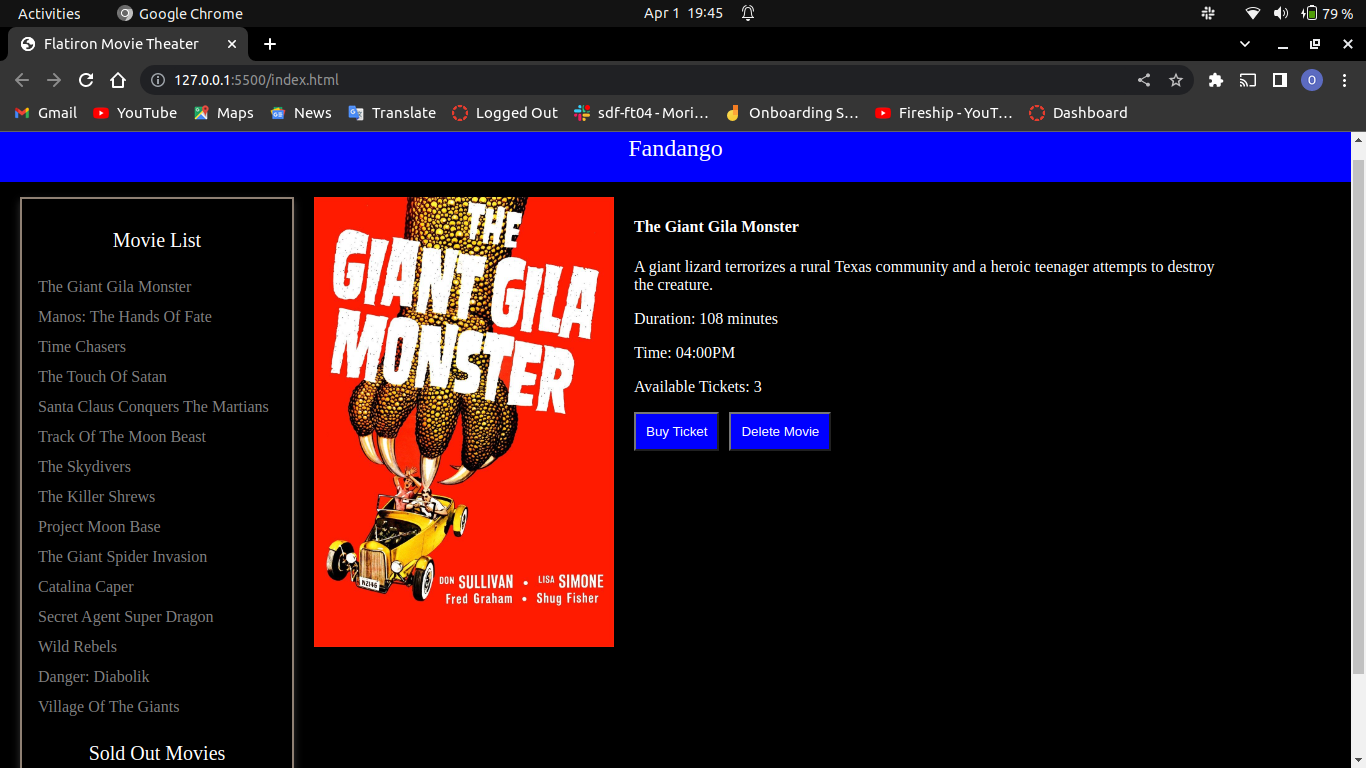 Activities
Google Chrome
Apr 1 19:45
79 %
Flatiron Movie Theater
127.0.0.1:5500/index.html
O
Gmail
YouTube
Maps
News
Translate
Logged Out
sdf-ft04 - Mori...
Onboarding S...
Fireship - YouT...
Dashboard
Fandango
Movie List
The Giant Gila Monster
Manos: The Hands Of Fate
Time Chasers
The Touch Of Satan
Santa Claus Conquers The Martians
Track Of The Moon Beast
The Skydivers
The Killer Shrews
Project Moon Base
The Giant Spider Invasion
Catalina Caper
Secret Agent Super Dragon
Wild Rebels
Danger: Diabolik
Village Of The Giants
Sold Out Movies
THE
GIANT GILA
MONSTER
NZ146
DON SULLIVAN • LISA SIMONE
Fred Graham • Shug Fisher
The Giant Gila Monster
A giant lizard terrorizes a rural Texas community and a heroic teenager attempts to destroy
the creature.
Duration: 108 minutes
Time: 04:00PM
Available Tickets: 3
Buy Ticket
Delete Movie